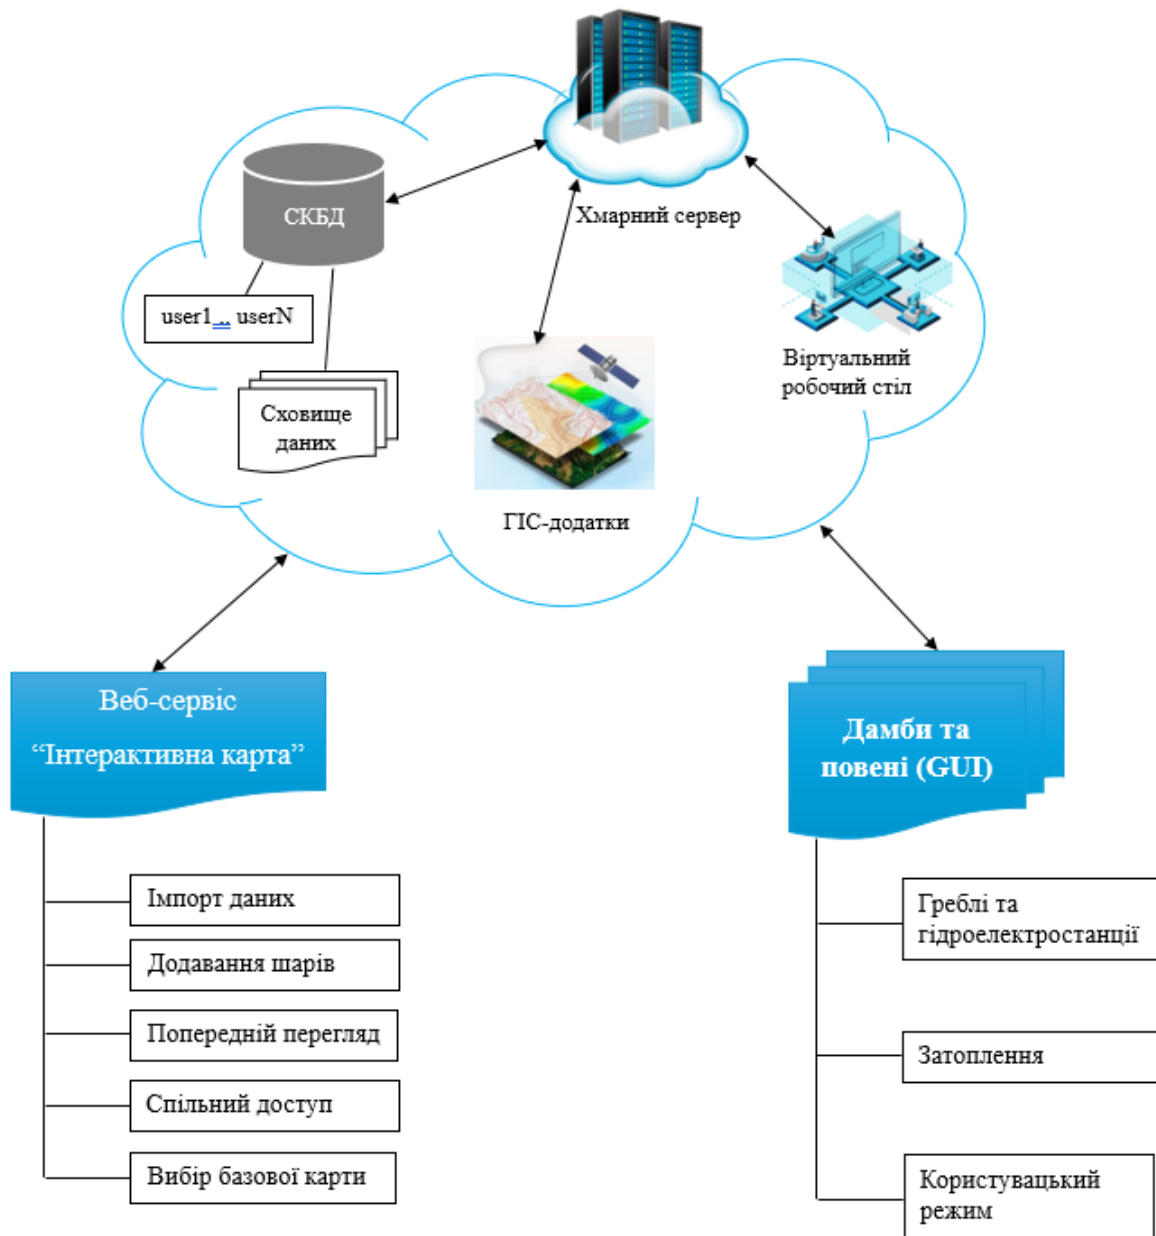 Хмарний сервер
СКБД
user1 .. userN
Сховище
даних
ГІС-додатки
Віртуальний
робочий стіл
Веб-сервіс
“Інтерактивна карта”
Імпорт даних
Додавання шарів
Попередній перегляд
Спільний доступ
Вибір базової карти
Дамби та
повені (GUI)
Греблі та
гідроелектростанції
Затоплення
Користувацький
режим